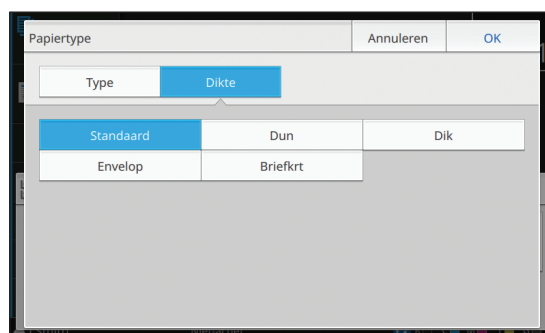 Papiertype Annuleren OK
Type Dikte
Standaard Dun Dik
Envelop Briefkrt